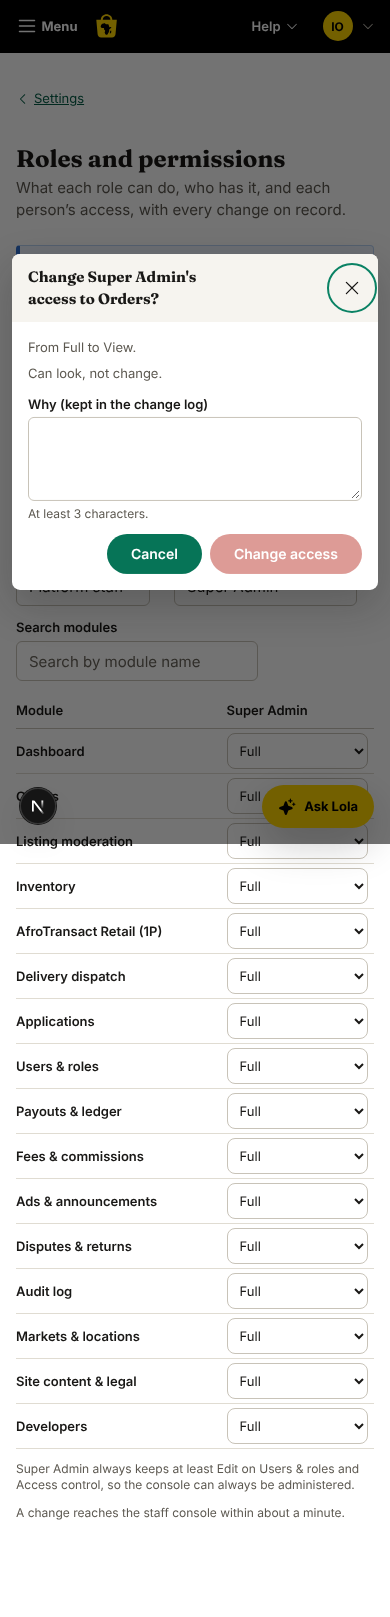 Menu
Help
IO
Settings
Roles and permissions
What each role can do, who has it, and each
person's access, with every change on record.
Change Super Admin's
access to Orders?
From Full to View.
Can look, not change.
Why (kept in the change log)
At least 3 characters.
Cancel
Change access
Search modules
Search by module name
Module
Super Admin
Dashboard
Full
Full
N
Ask Lola
Listing moderation
Full
Inventory
Full
AfroTransact Retail (1P)
Full
Delivery dispatch
Full
Applications
Full
Users & roles
Full
Payouts & ledger
Full
Fees & commissions
Full
Ads & announcements
Full
Disputes & returns
Full
Audit log
Full
Markets & locations
Full
Site content & legal
Full
Developers
Full
Super Admin always keeps at least Edit on Users & roles and
Access control, so the console can always be administered.
A change reaches the staff console within about a minute.